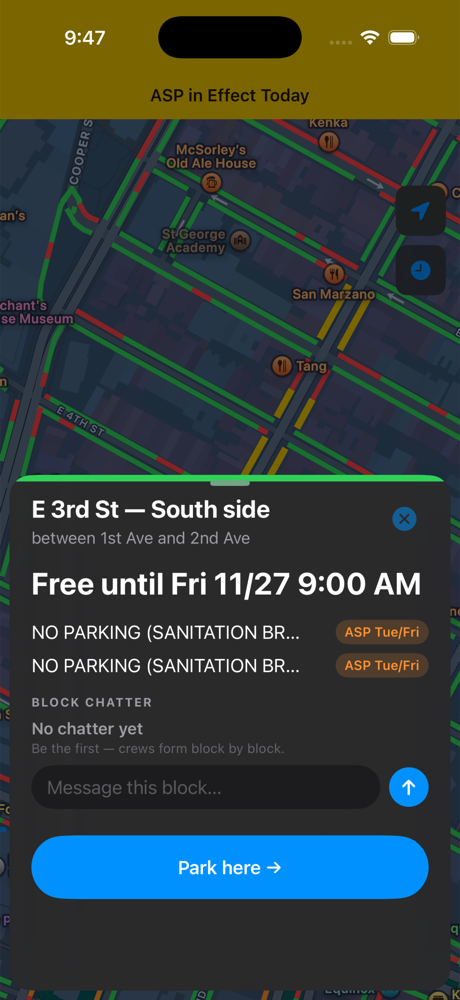 9:47
ASP in Effect Today
Kenka
COOPER S
McSorley's
Old Ale House
an's
St George
Academy
San Marzano
chant's
se Museum
Tang
E 4TH ST
E 3rd St — South side
between 1st Ave and 2nd Ave
Free until Fri 11/27 9:00 AM
NO PARKING (SANITATION BR...
ASP Tue/Fri
NO PARKING (SANITATION BR...
ASP Tue/Fri
BLOCK CHATTER
No chatter yet
Be the first — crews form block by block.
Message this block...
Park here →
Equinox